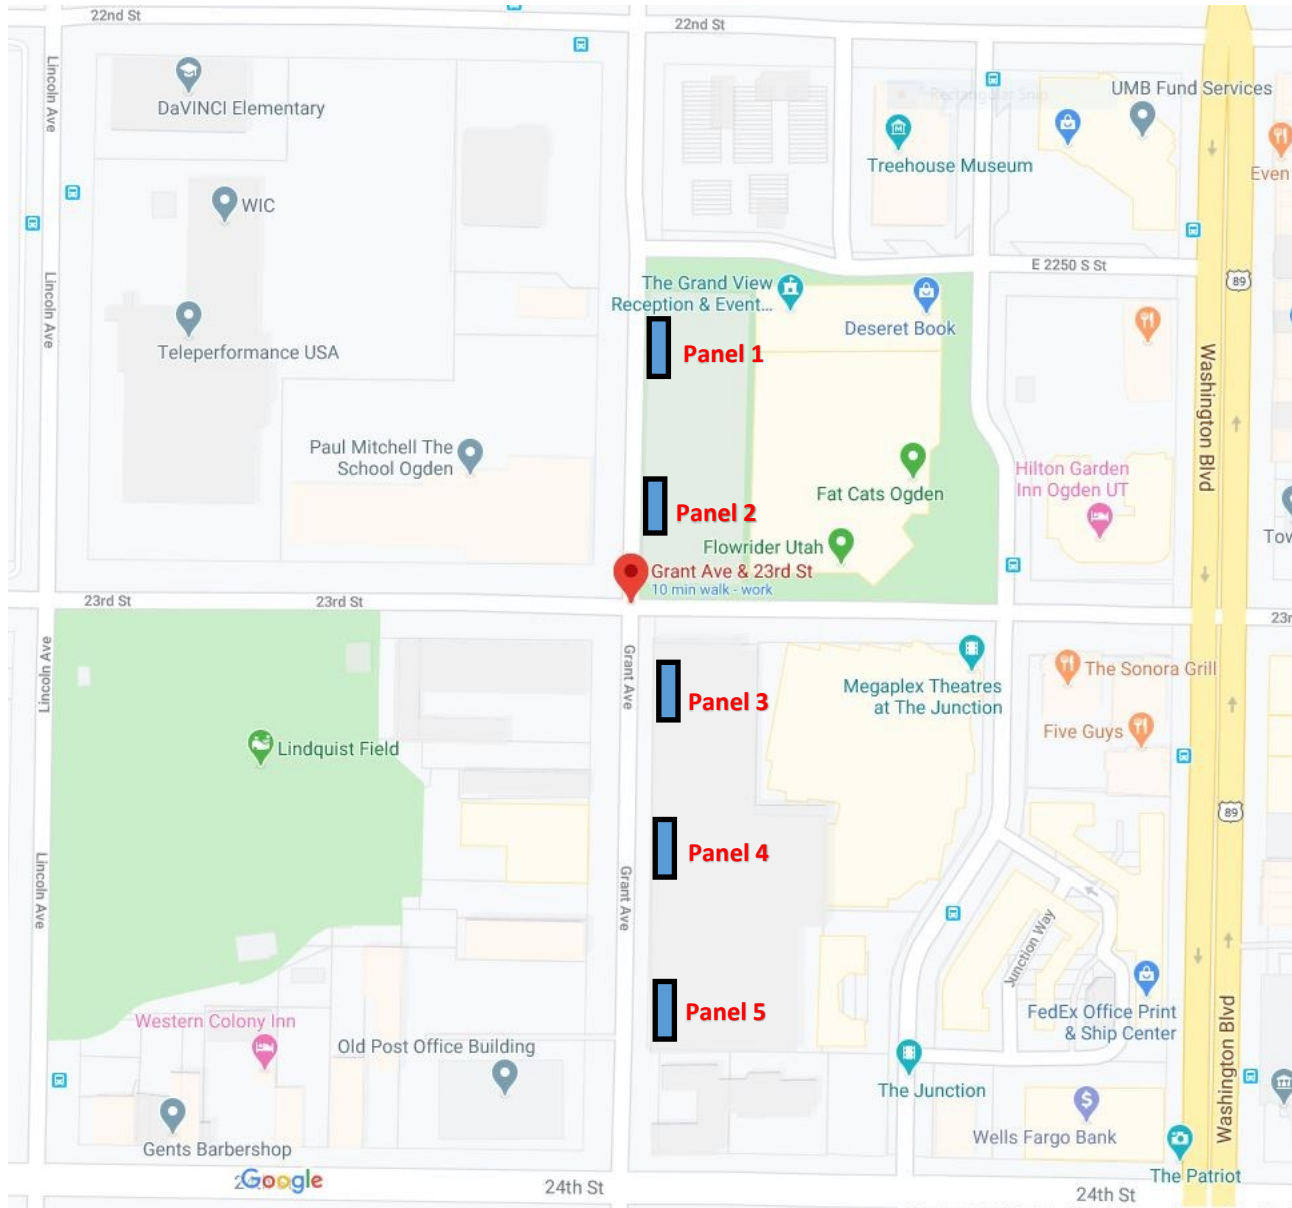 22nd St
22nd St
Lincoln Ave
DaVINCI Elementary
UMB Fund Services
Rectangular Snip
Treehouse Museum
Even
WIC
E 2250 S St
The Grand View
Reception & Event...
Lincoln Ave
89
Deseret Book
Teleperformance USA
Panel 1
Washington Blvd
Paul Mitchell The
School Ogden
Hilton Garden
Inn Ogden UT
Fat Cats Ogden
Panel 2
Tow
Flowrider Utah
Grant Ave & 23rd St
10 min walk - work
23rd St
23rd St
23r
Lincoln Ave
Grant Ave
The Sonora Grill
Megaplex Theatres
at The Junction
Panel 3
Five Guys
Lindquist Field
89
Panel 4
Lincoln Ave
Grant Ave
Junction Way
Panel 5
FedEx Office Print
& Ship Center
Western Colony Inn
Old Post Office Building
Washington Blvd
The Junction
Wells Fargo Bank
Gents Barbershop
The Patriot
Google
24th St
24th St